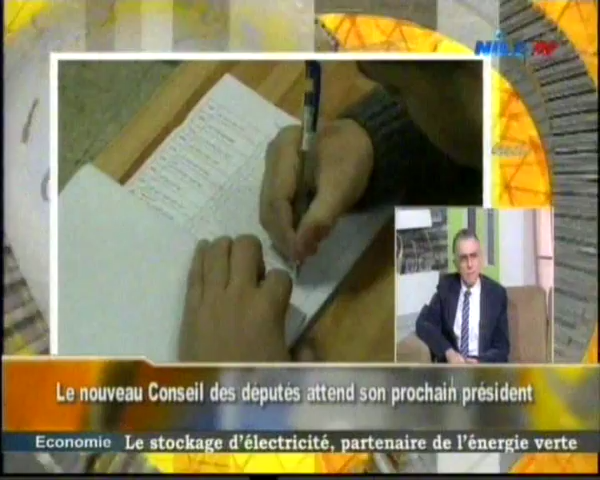 NILE TV
Le nouveau Conseil des députés attend son prochain président
Economie Le stockage d'électricité, partenaire de l'énergie verte